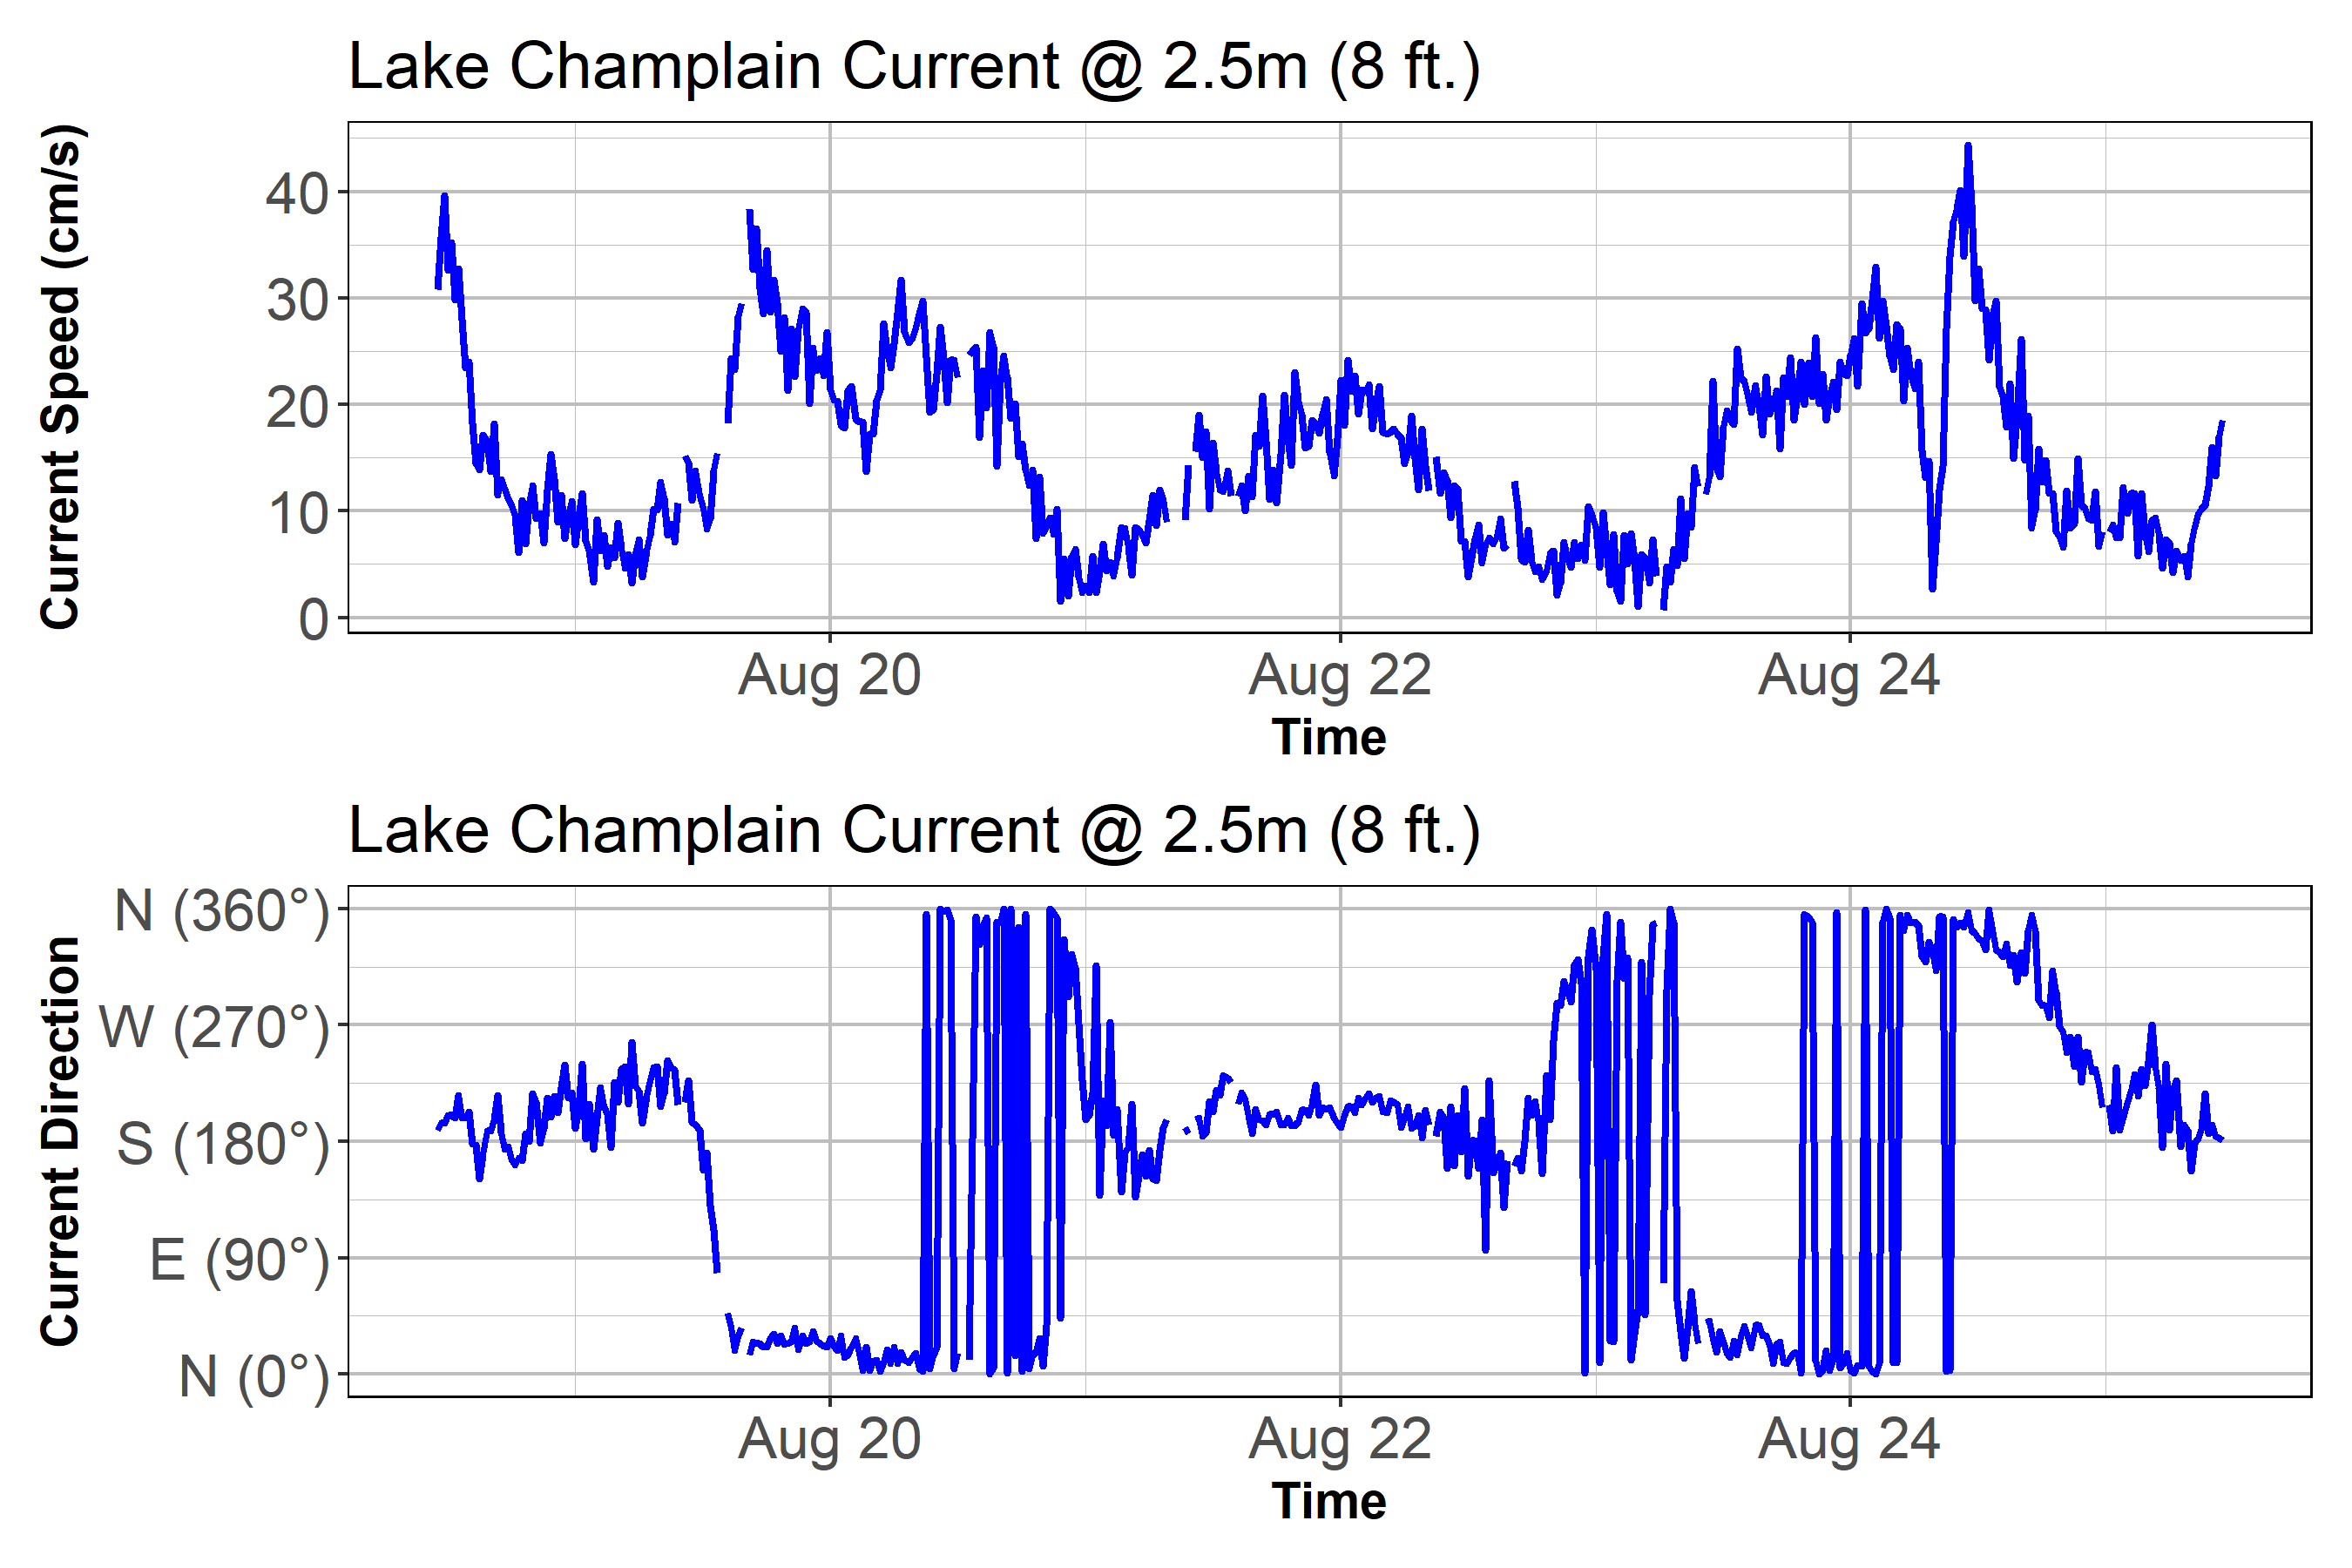 Lake Champlain Current @ 2.5m (8 ft.)
Current Speed (cm/s)
40
30
20
10
0
Aug 20 Aug 22 Aug 24
Time
Lake Champlain Current @ 2.5m (8 ft.)
Current Direction
N (360°)
W (270°)
S (180°)
E (90°)
N (0°)
Aug 20 Aug 22 Aug 24
Time